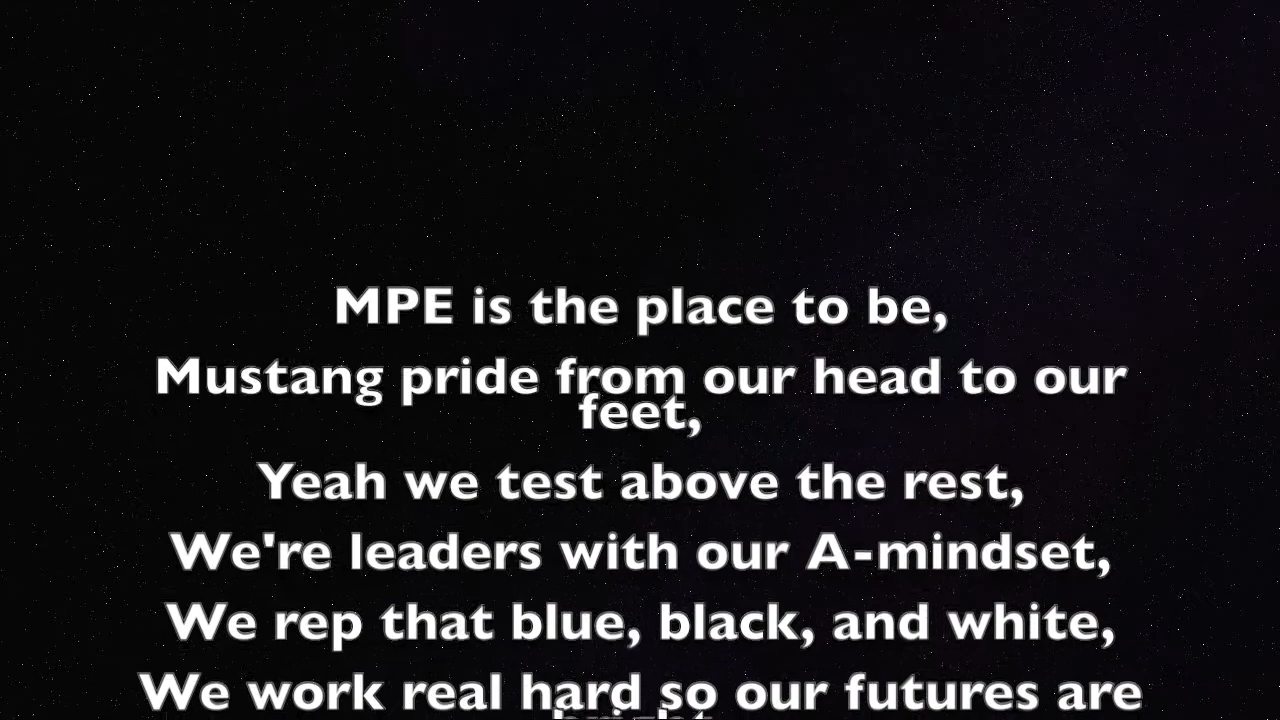 MPE is the place to be,
Mustang pride from our head to our
feet,
Yeah we test above the rest,
We're leaders with our A-mindset,
We rep that blue, black, and white,
We work real hard so our futures are